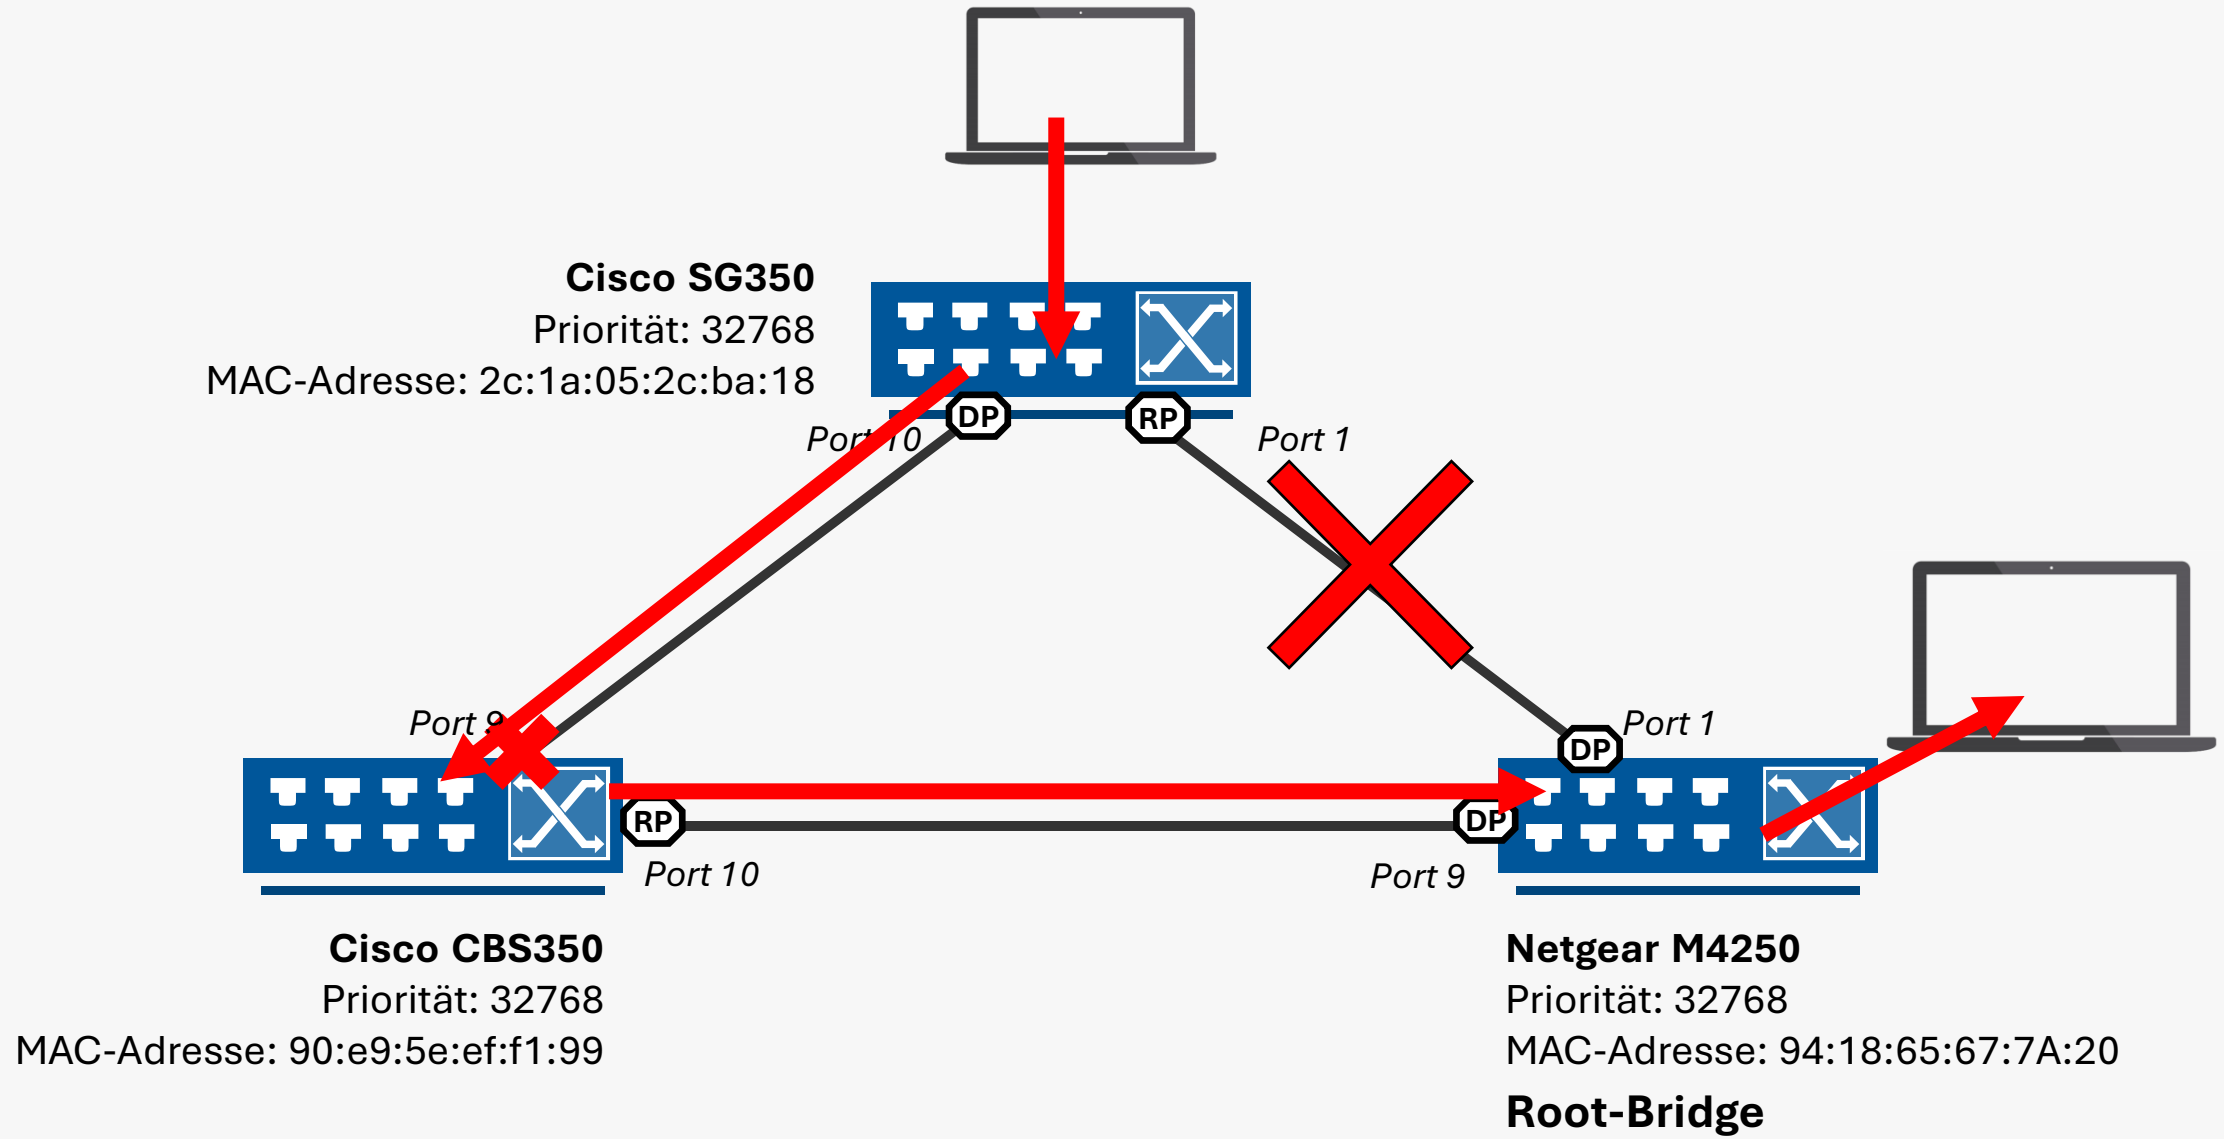 Cisco SG350
Priorität: 32768
MAC-Adresse: 2c:1a:05:2c:ba:18
DP
RP
Port 10
Port 1
Port 9
Port 1
DP
RP
DP
Port 10
Port 9
Cisco CBS350
Priorität: 32768
MAC-Adresse: 90:e9:5e:ef:f1:99
Netgear M4250
Priorität: 32768
MAC-Adresse: 94:18:65:67:7A:20
Root-Bridge